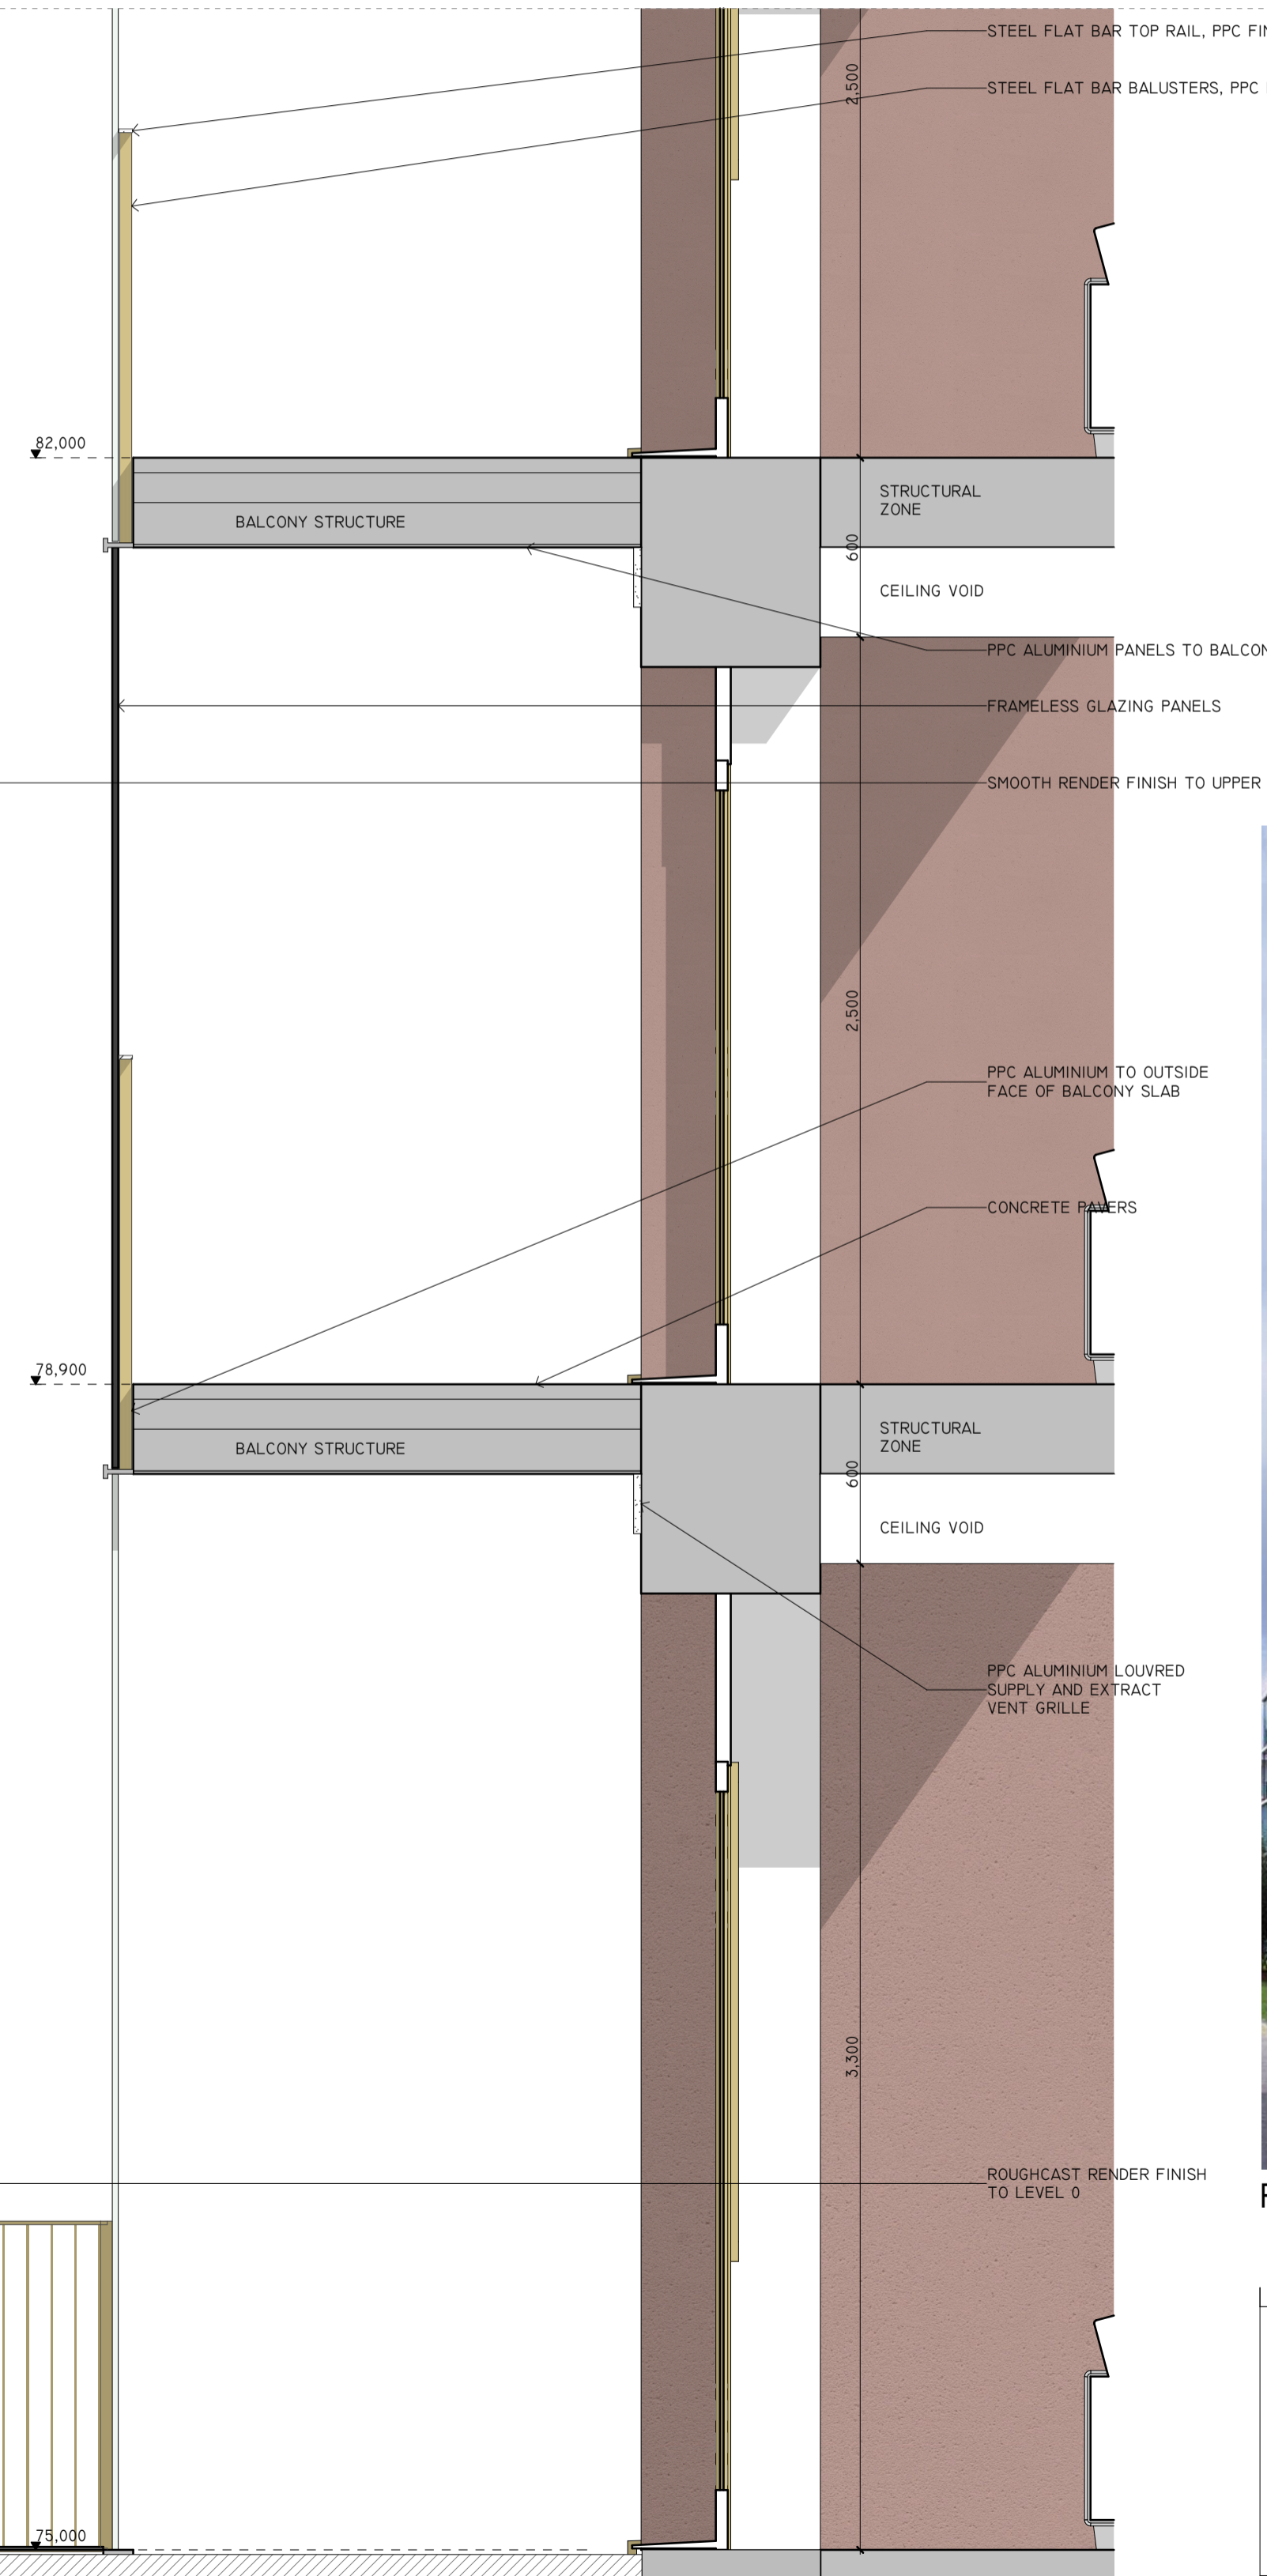 STEEL FLAT BAR TOP RAIL, PPC
2,500
STEEL FLAT BAR BALUSTERS, PPC
82,000
STRUCTURAL
ZONE
BALCONY STRUCTURE
600
CEILING VOID
PPC ALUMINIUM PANELS TO
FRAMELESS GLAZING PANELS
SMOOTH RENDER FINISH TO UPPER
2,500
PPC ALUMINIUM TO OUTSIDE
FACE OF BALCONY SLAB
CONCRETE PAVERS
78,900
STRUCTURAL
ZONE
BALCONY STRUCTURE
600
CEILING VOID
PPC ALUMINIUM LOUVRED
SUPPLY AND EXTRACT
VENT GRILLE
3,300
ROUGHCAST RENDER FINISH
TO LEVEL 0
75,000